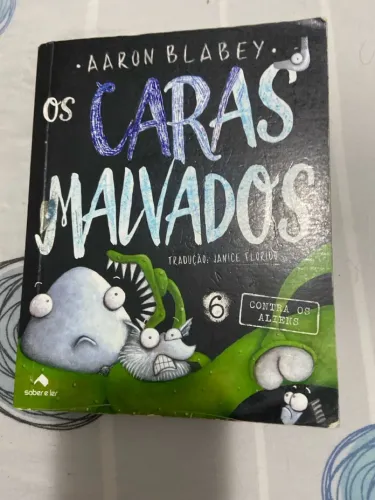 · AARON BLABEY ·
OS CARAS
MALVADOS
TRADUÇÃO: JANICE FLORIDO
6
CONTRA OS
ALIENS
saber e ler